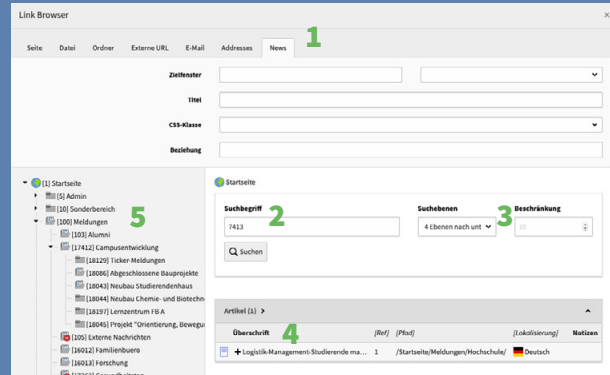 Link Browser
×
Seite Datei Ordner Externe URL E-Mail Addresses News
1
Zielfenster
Titel
CSS-Klasse
Beziehung
[1] Startseite
[5] Admin
[10] Sonderbereich
[100] Meldungen
5
[103] Alumni
[17412] Campusentwicklung
[18129] Ticker-Meldungen
[18086] Abgeschlossene Bauprojekte
[18043] Neubau Studierendenhaus
[18044] Neubau Chemie- und Biotechn
[18197] Lernzentrum FB A
[18045] Projekt "Orientierung, Bewegu
[105] Externe Nachrichten
[16012] Familienbuero
[16013] Forschung
Startseite
Suchbegriff 2 Suchebenen 3 Beschränkung
7413 4 Ebenen nach unt 10
Suchen
Artikel (1) >
4
Überschrift [Ref] [Pfad] [Lokalisierung] Notizen
+ Logistik-Management-Studierende ma... 1 /Startseite/Meldungen/Hochschule/ Deutsch